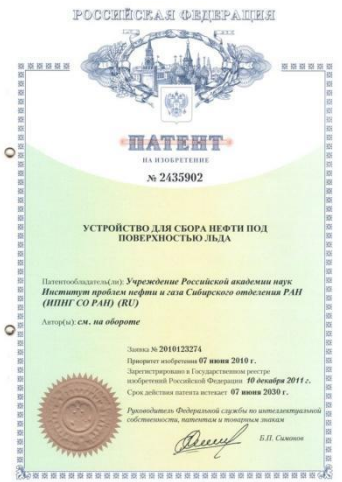 РОССИЙСКАЯ ФЕДЕРАЦИЯ
ПАТЕНТ
НА ИЗОБРЕТЕНИЕ
№ 2435902
УСТРОЙСТВО ДЛЯ СБОРА НЕФТИ ПОД
ПОВЕРХНОСТЬЮ ЛЬДА
Патентообладатель(ли): Учреждение Российской академии наук
Институт проблем нефти и газа Сибирского отделения РАН
(ИПНГ СО РАН) (RU)
Автор(ы): см. на обороте
Заявка № 2010123274
Приоритет изобретения 07 июня 2010 г.
Зарегистрировано в Государственном реестре
изобретений Российской Федерации 10 декабря 2011 г.
Срок действия патента истекает 07 июня 2030 г.
Руководитель Федеральной службы по интеллектуальной
собственности, патентам и товарным знакам
Б.П. Симонов